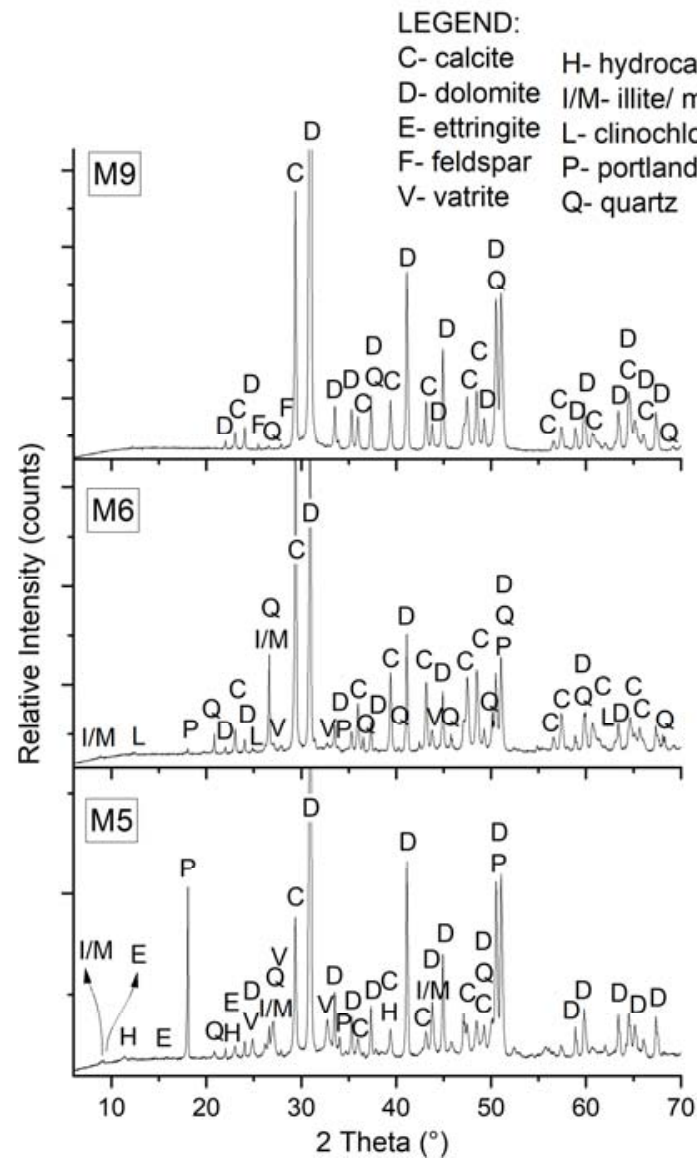 LEGEND:
C- calcite
D- dolomite
E- ettringite
F- feldspar
V- vatrite
H- hydroca
I/M- illite/ m
L- clinochlo
P- portland
Q- quartz
Relative Intensity (counts)
M9
D
C
D
D
Q
D
D
C
D
C
D
C
D
F
Q
F
D
D
C
D
Q
C
C
D
C
C
D
C
C
D
D
C
D
C
D
C
D
D
Q
M6
Q
I/M
C
D
D
D
Q
P
I/M
L
P
Q
D
C
D
L
V
V
D
P
C
Q
D
C
Q
C
V
D
Q
C
C
Q
C
C
D
Q
C
L
D
C
C
Q
M5
P
C
D
D
D
P
I/M
E
H
E
Q
E
H
D
V
V
Q
I/M
V
D
P
D
C
D
C
H
C
D
I/M
D
C
D
Q
C
D
D
D
D
D
10 20 30 40 50 60 70
2 Theta (°)